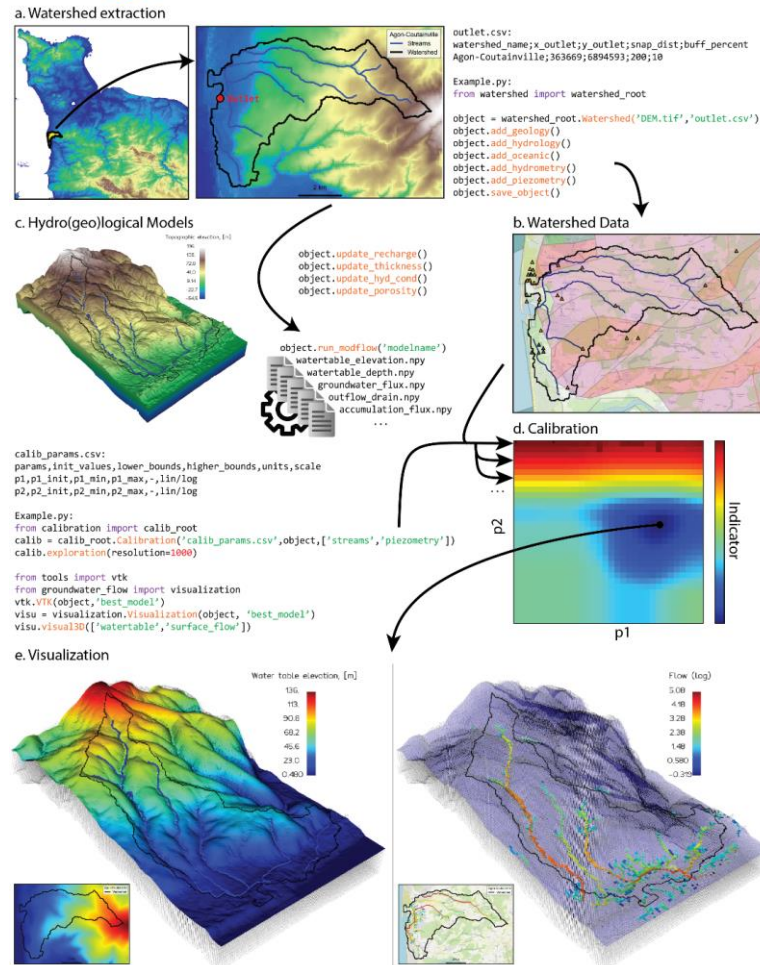 a. Watershed extraction
Agon-Coutainville
Streams
Watershed
Outlet
2 km
outlet.csv:
watershed_name;x_outlet;y_outlet;snap_dist;buff_percent
Agon-Coutainville;363669;6894593;200;10
Example.py:
from watershed import watershed_root
object = watershed_root.Watershed('DEM.tif','outlet.csv')
object.add_geology()
object.add_hydrology()
object.add_oceanic()
object.add_hydrometry()
object.add_piezometry()
object.save_object()
b. Watershed Data
c. Hydro(geo)logical Models
Topographic elevation, [m]
object.update_recharge()
object.update_thickness()
object.update_hyd_cond()
object.update_porosity()
object.run_modflow('modelname')
watertable_elevation.npy
watertable_depth.npy
groundwater_flux.npy
outflow_drain.npy
accumulation_flux.npy
...
d. Calibration
...
p2
p1
Indicator
calib_params.csv:
params,init_values,lower_bounds,higher_bounds,units,scale
p1,p1_init,p1_min,p1_max,-,lin/log
p2,p2_init,p2_min,p2_max,-,lin/log
Example.py:
from calibration import calib_root
calib = calib_root.Calibration('calib_params.csv',object,['streams','piezometry'])
calib.exploration(resolution=1000)
from tools import vtk
from groundwater_flow import visualization
vtk.VTK(object,'best_model')
visu = visualization.Visualization(object, 'best_model')
visu.visual3D(['watertable','surface_flow'])
e. Visualization
Water table elevation, [m]
136.
113.
90.8
68.2
45.6
23.0
0.480
Flow (log)
5.08
4.18
3.28
2.38
1.48
0.580
-0.319